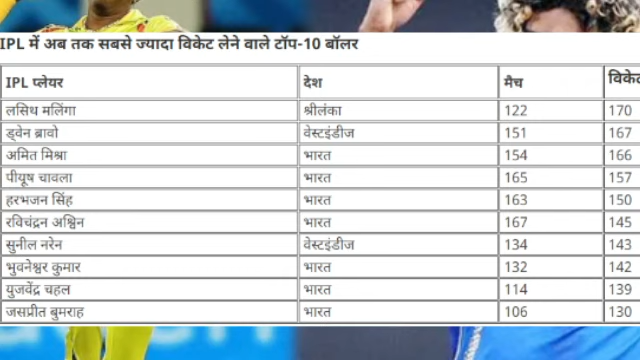 IPL में अब तक सबसे ज्यादा विकेट लेने वाले टॉप-10 बॉलर
IPL प्लेयर देश मैच विकेट
लसिथ मलिंगा श्रीलंका 122 170
ड्वेन ब्रावो वेस्टइंडीज 151 167
अमित मिश्रा भारत 154 166
पीयूष चावला भारत 165 157
हरभजन सिंह भारत 163 150
रविचंद्रन अश्विन भारत 167 145
सुनील नरेन वेस्टइंडीज 134 143
भुवनेश्वर कुमार भारत 132 142
युजवेंद्र चहल भारत 114 139
जसप्रीत बुमराह भारत 106 130